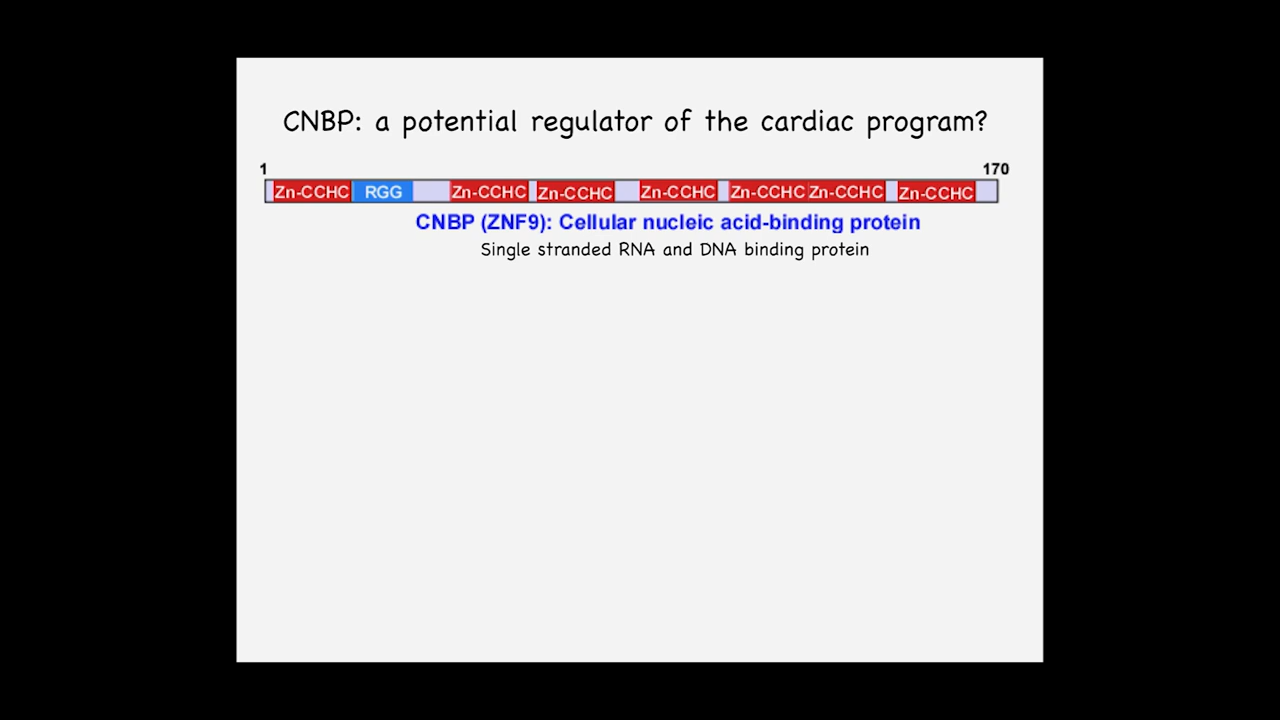 CNBP: a potential regulator of the cardiac program?
1 170
Zn-CCHC RGG Zn-CCHC Zn-CCHC Zn-CCHC Zn-CCHC Zn-CCHC Zn-CCHC
CNBP (ZNF9): Cellular nucleic acid-binding protein
Single stranded RNA and DNA binding protein